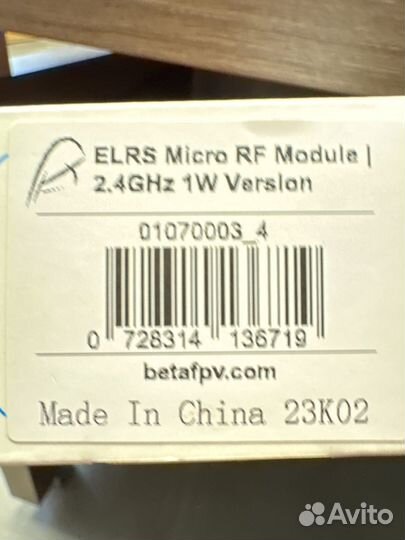 ELRS Micro RF Module |
2.4GHz 1W Version
01070003_4
0 728314 136719
betafpv.com
Made In China 23K02
Avito